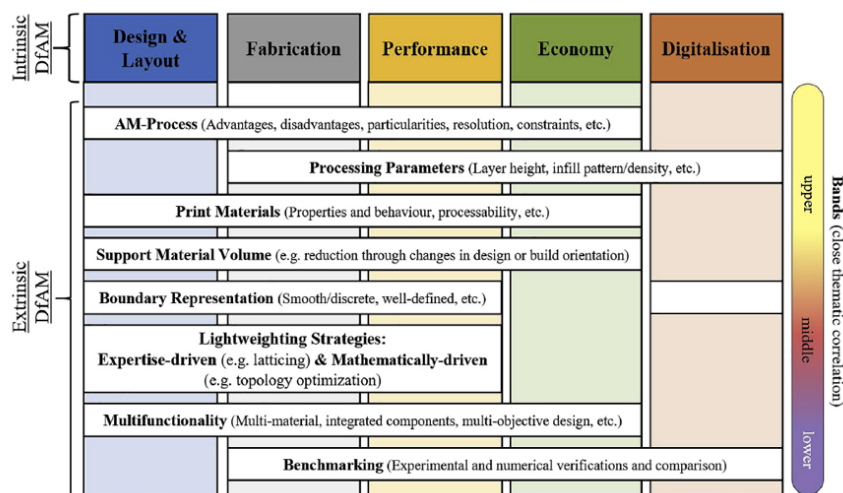 Intrinsic
DfAM
Design &
Layout
Fabrication
Performance
Economy
Digitalisation
Extrinsic
DfAM
AM-Process (Advantages, disadvantages, particularities, resolution, constraints, etc.)
Processing Parameters (Layer height, infill pattern/density, etc.)
Print Materials (Properties and behaviour, processability, etc.)
Support Material Volume (e.g. reduction through changes in design or build orientation)
Boundary Representation (Smooth/discrete, well-defined, etc.)
Lightweighting Strategies:
Expertise-driven (e.g. latticing) & Mathematically-driven
(e.g. topology optimization)
Multifunctionality (Multi-material, integrated components, multi-objective design, etc.)
Benchmarking (Experimental and numerical verifications and comparison)
upper
middle
lower
Bands (close thematic correlation)